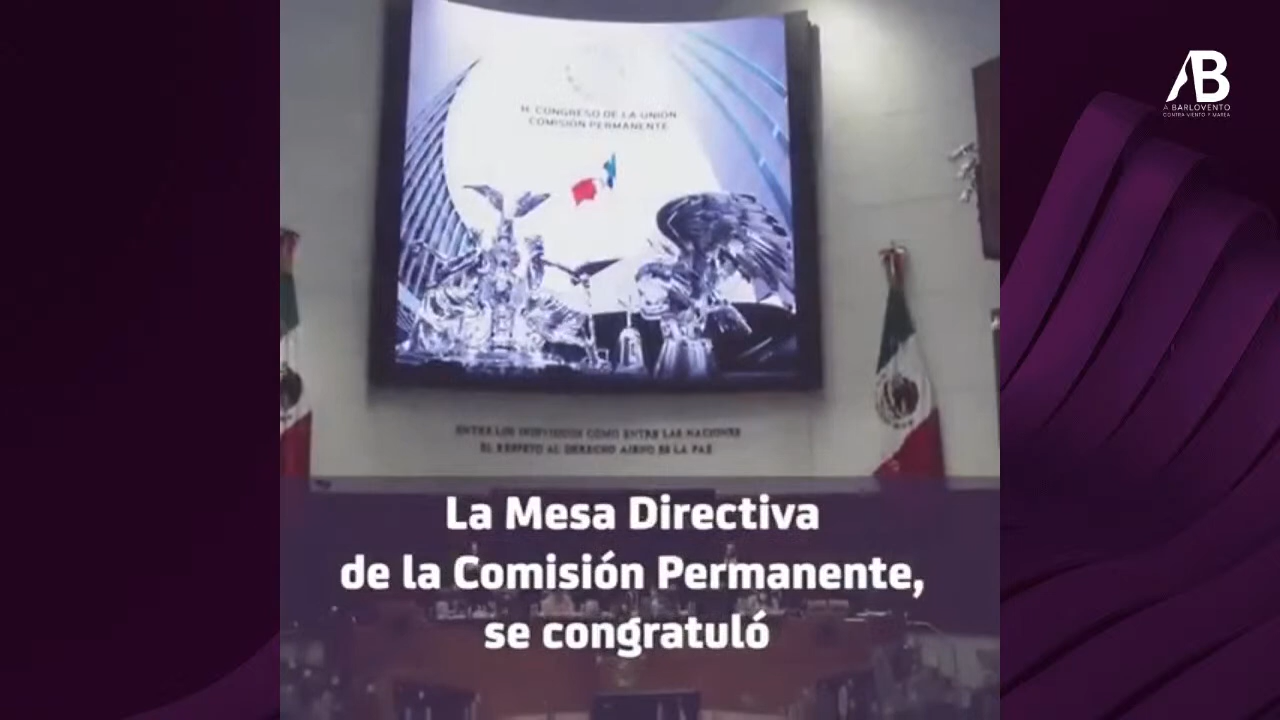 AB
A BARLOVENTO
CONTRA VIENTO Y MAREA
H. CONGRESO DE LA UNIÓN
COMISIÓN PERMANENTE
ENTRE LOS INDIVIDUOS COMO ENTRE LAS NACIONES
EL RESPETO AL DERECHO AJENO ES LA PAZ
La Mesa Directiva
de la Comisión Permanente,
se congratuló